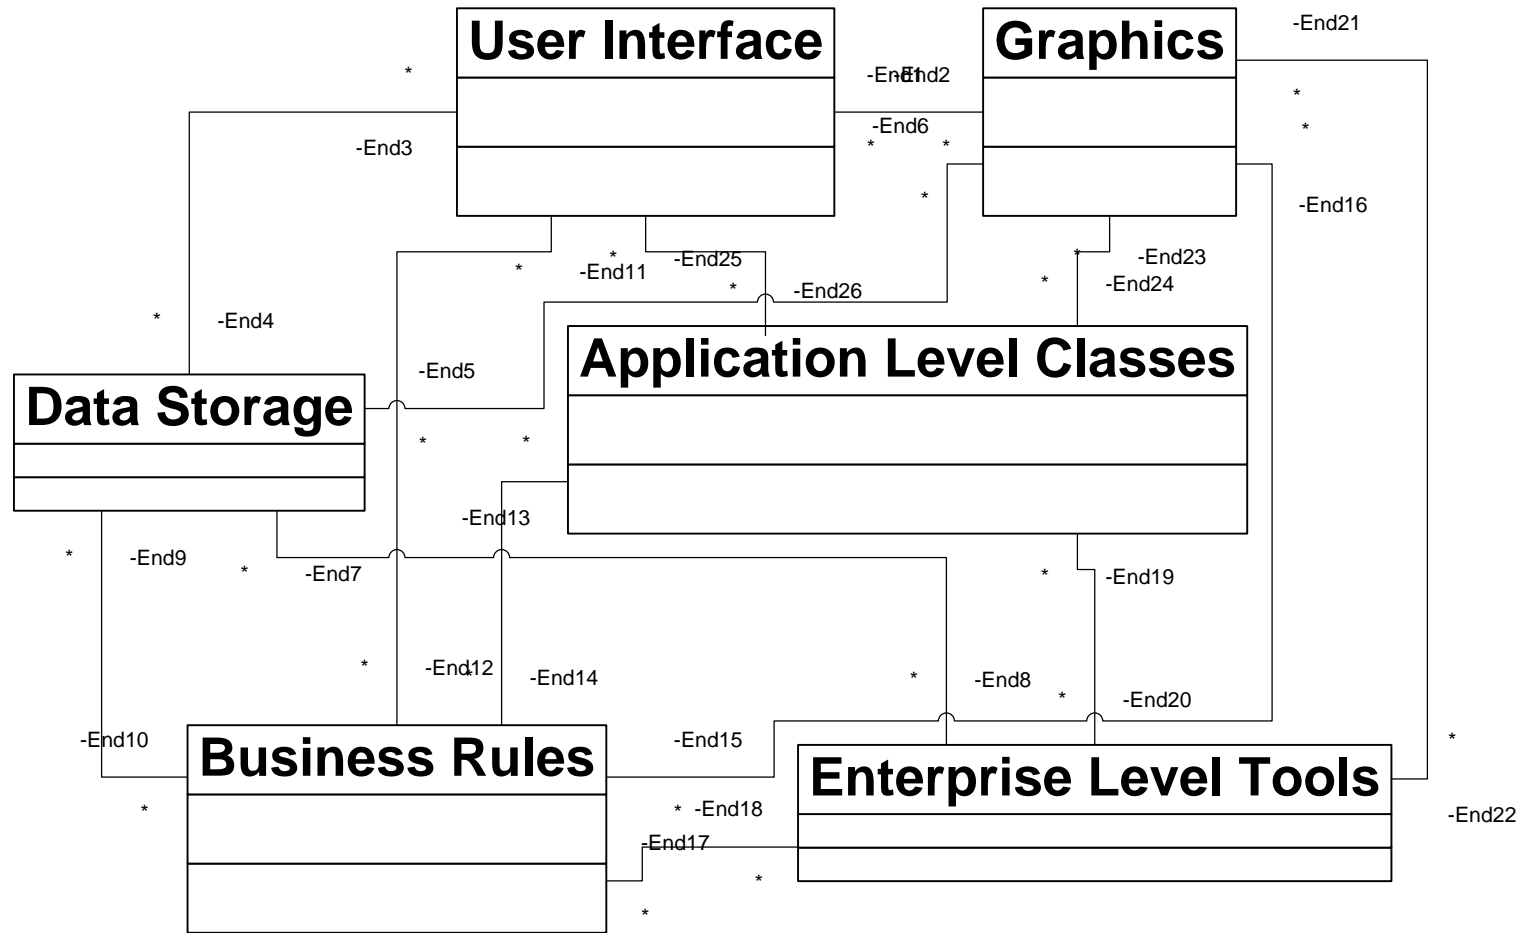 User Interface
Graphics
-End21
*
-End1
-End2
*
-End3
-End6
*
*
*
*
-End16
-End23
*
-End25
*
-End11
*
-End24
*
-End26
*
*
-End4
Application Level Classes
-End5
Data Storage
*
*
-End13
*
-End9
*
-End7
*
-End19
*
-End12
*
-End14
*
-End8
*
-End20
-End10
Business Rules
-End15
*
Enterprise Level Tools
*
*
-End18
-End22
-End17
*
*